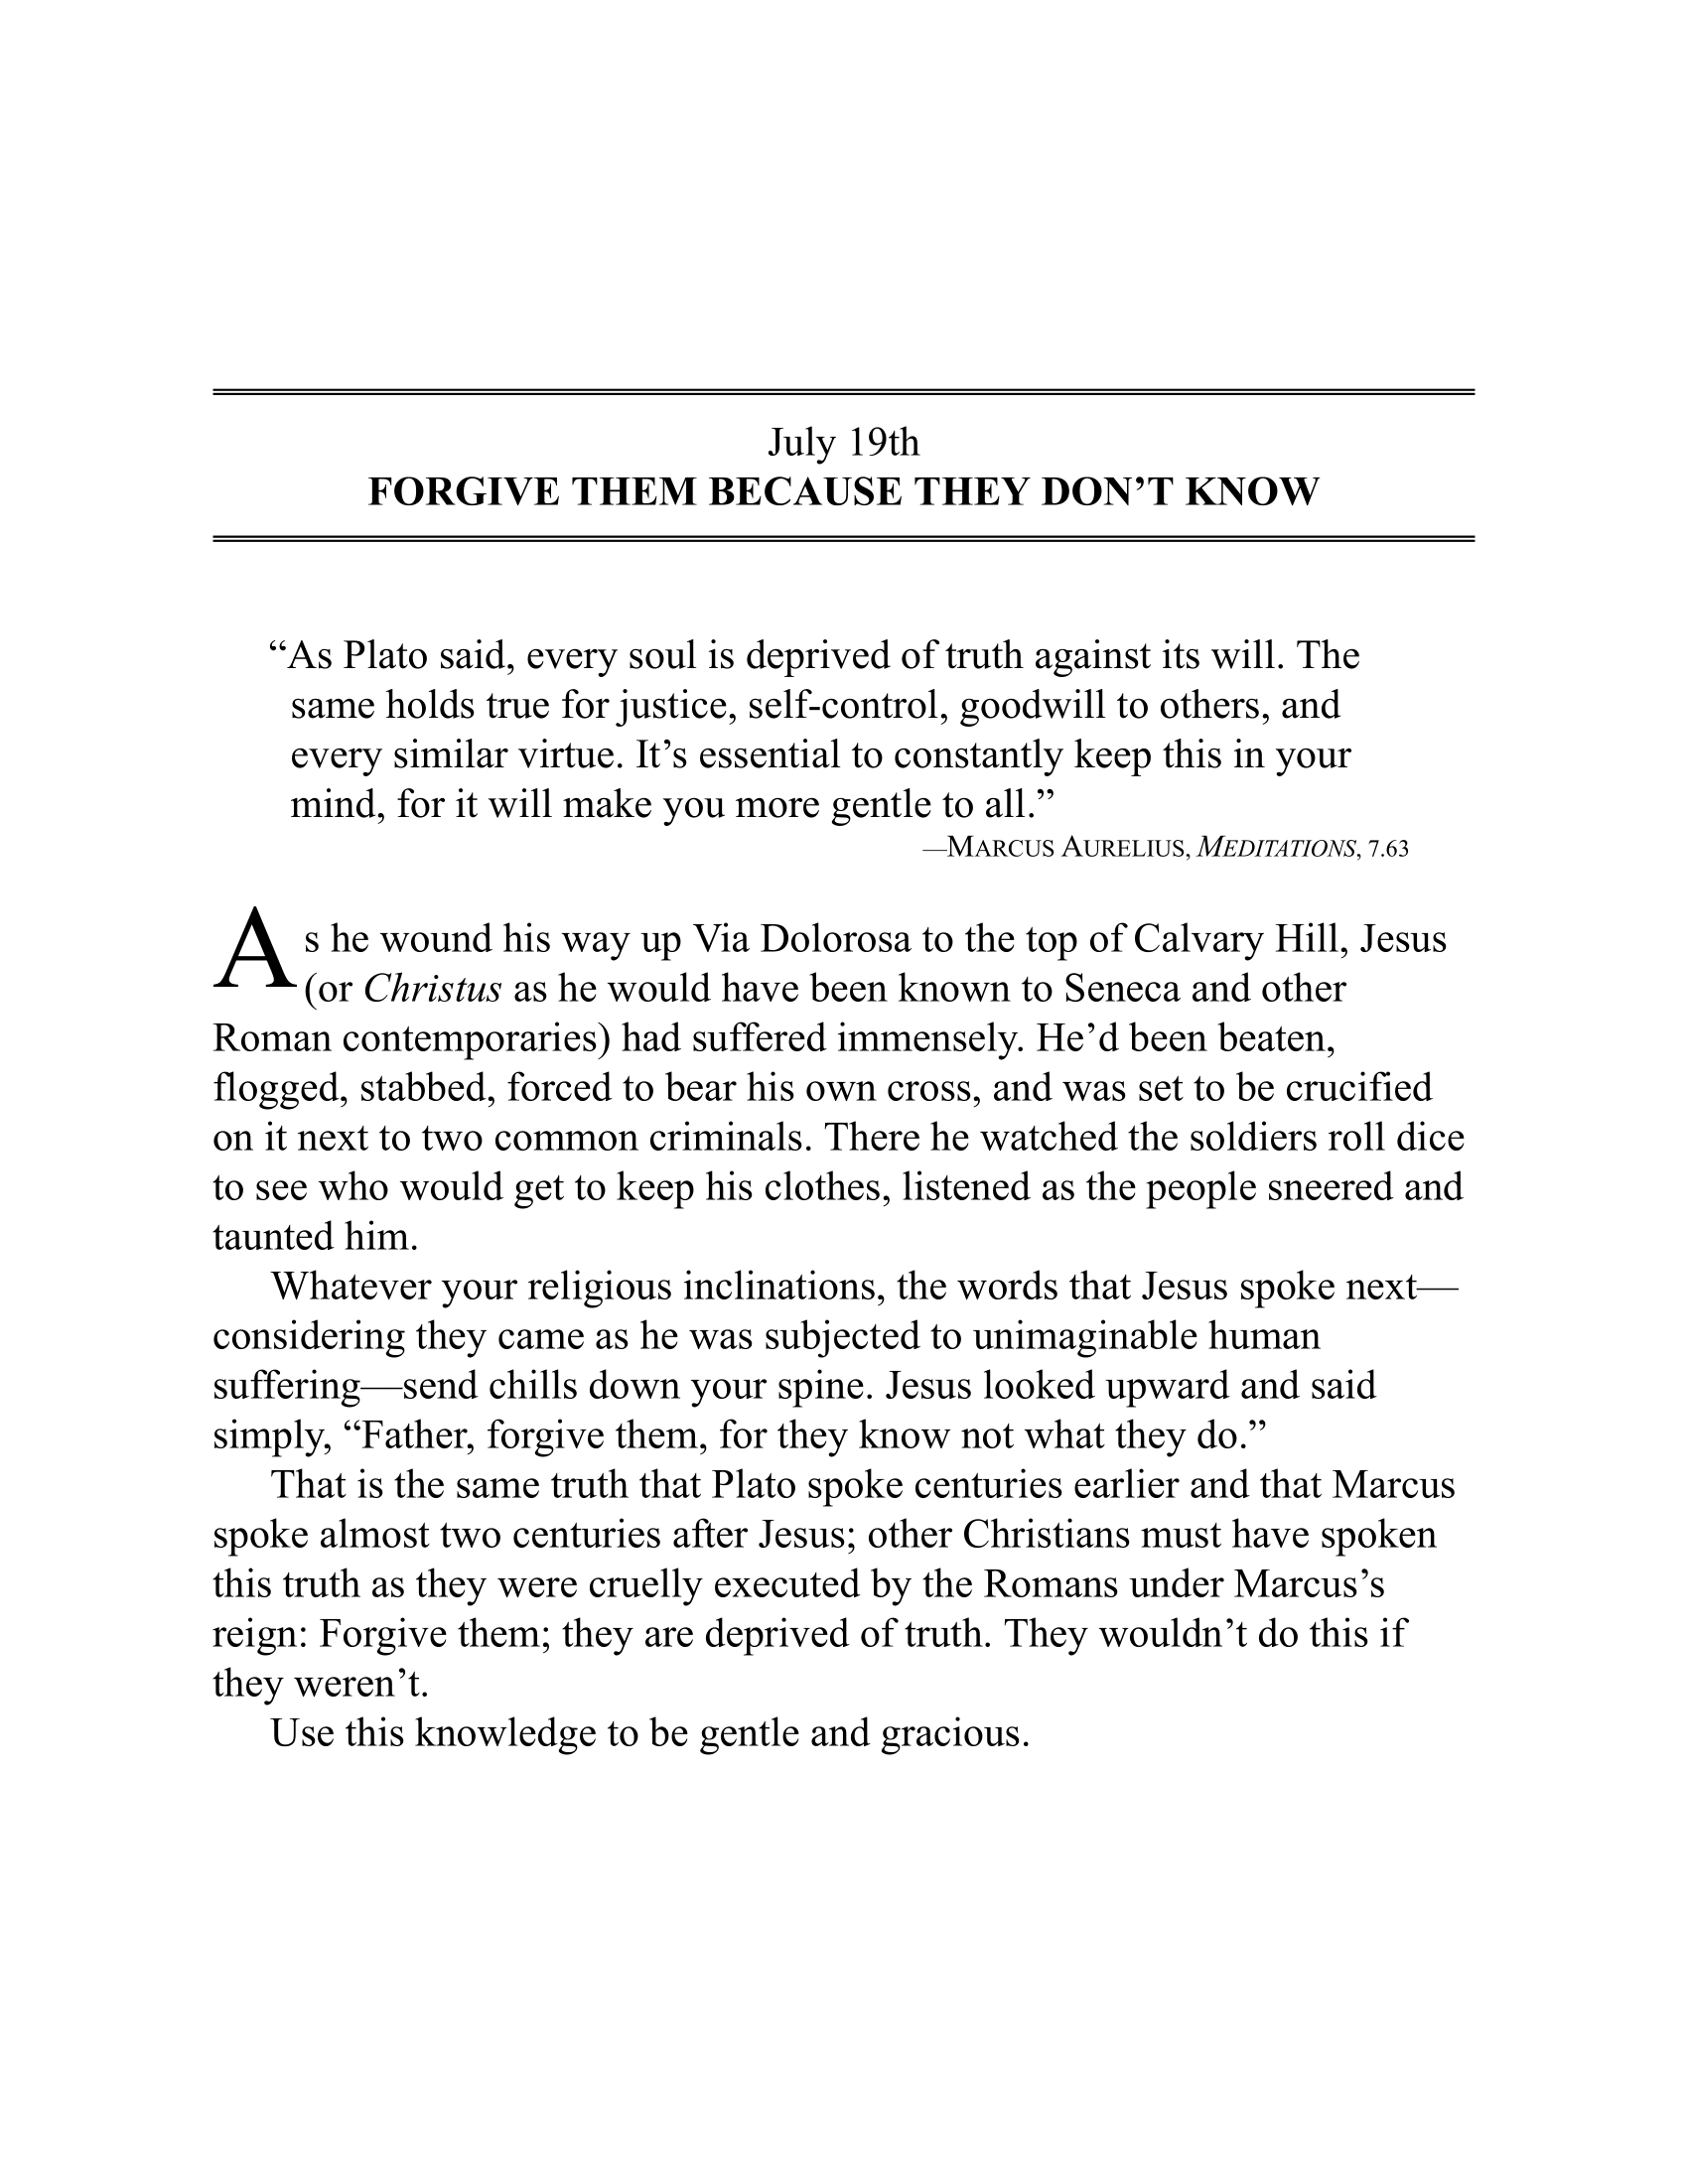 July 19th
FORGIVE THEM BECAUSE THEY DON’T KNOW
“As Plato said, every soul is deprived of truth against its will. The
same holds true for justice, self-control, goodwill to others, and
every similar virtue. It’s essential to constantly keep this in your
mind, for it will make you more gentle to all.”
—MARCUS AURELIUS, MEDITATIONS, 7.63
As he wound his way up Via Dolorosa to the top of Calvary Hill, Jesus
(or Christus as he would have been known to Seneca and other
Roman contemporaries) had suffered immensely. He’d been beaten,
flogged, stabbed, forced to bear his own cross, and was set to be crucified
on it next to two common criminals. There he watched the soldiers roll dice
to see who would get to keep his clothes, listened as the people sneered and
taunted him.
Whatever your religious inclinations, the words that Jesus spoke next—
considering they came as he was subjected to unimaginable human
suffering—send chills down your spine. Jesus looked upward and said
simply, “Father, forgive them, for they know not what they do.”
That is the same truth that Plato spoke centuries earlier and that Marcus
spoke almost two centuries after Jesus; other Christians must have spoken
this truth as they were cruelly executed by the Romans under Marcus’s
reign: Forgive them; they are deprived of truth. They wouldn’t do this if
they weren’t.
Use this knowledge to be gentle and gracious.